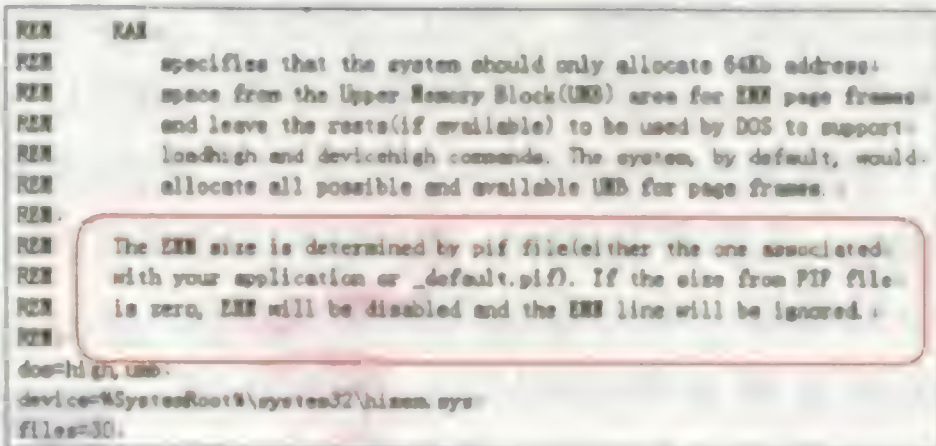 REM RAM
REM specifies that the system should only allocate 64Kb address
REM space from the Upper Memory Block(UMB) area for EMM page frames
REM and leave the rests(if available) to be used by DOS to support
REM loadhigh and devicehigh commands. The system, by default, would
REM allocate all possible and available UMB for page frames.
REM
REM The EMM size is determined by pif file(either the one associated
REM with your application or _default.pif). If the size from PIF file
REM is zero, EMM will be disabled and the EMM line will be ignored.
REM
dos=high, umb
device=%SystemRoot%\system32\himem.sys
files=30